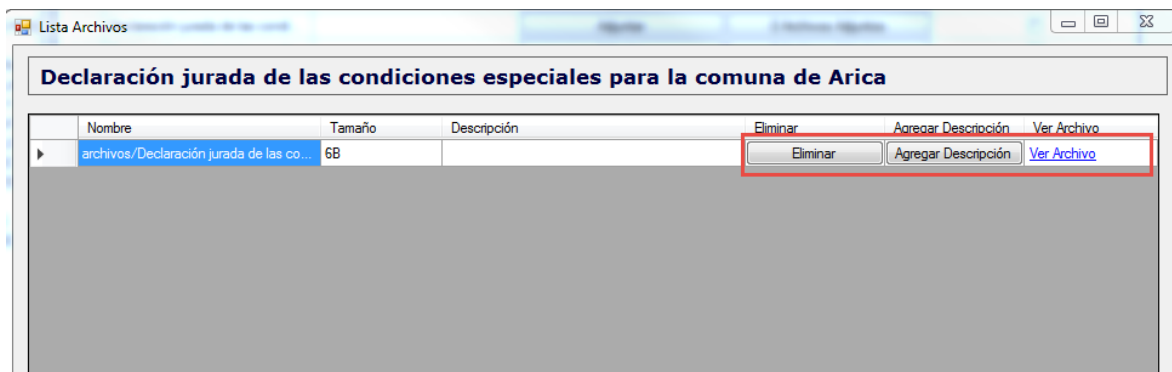 Lista Archivos
Declaración jurada de las condiciones especiales para la comuna de Arica
Nombre Tamaño Descripción Eliminar Agregar Descripción Ver Archivo
archivos/Declaración jurada de las co... 6B Eliminar Agregar Descripción Ver Archivo